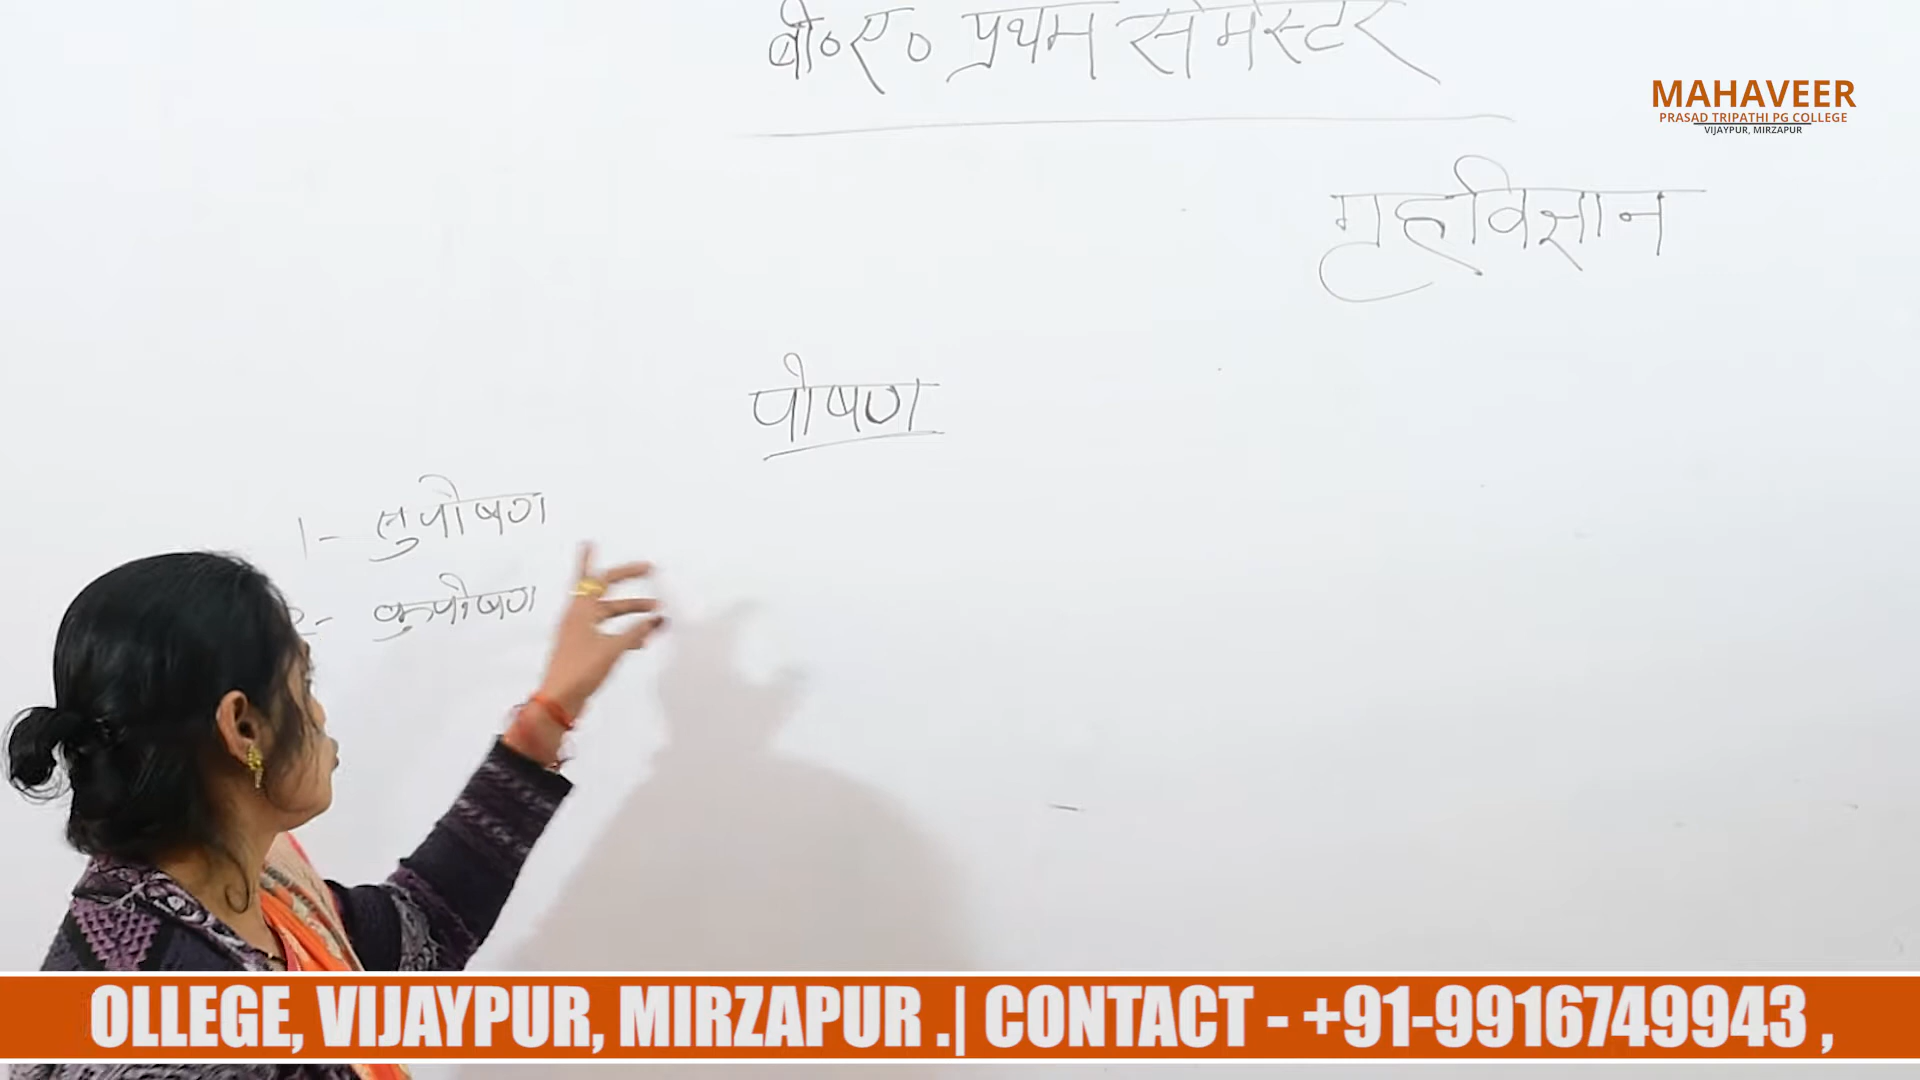 बी०ए० प्रथम सेमेस्टर
MAHAVEER
PRASAD TRIPATHI PG COLLEGE
VIJAYPUR, MIRZAPUR
गृहविज्ञान
पोषण
1- सुपोषण
2- कुपोषण
OLLEGE, VIJAYPUR, MIRZAPUR .| CONTACT - +91-9916749943 ,